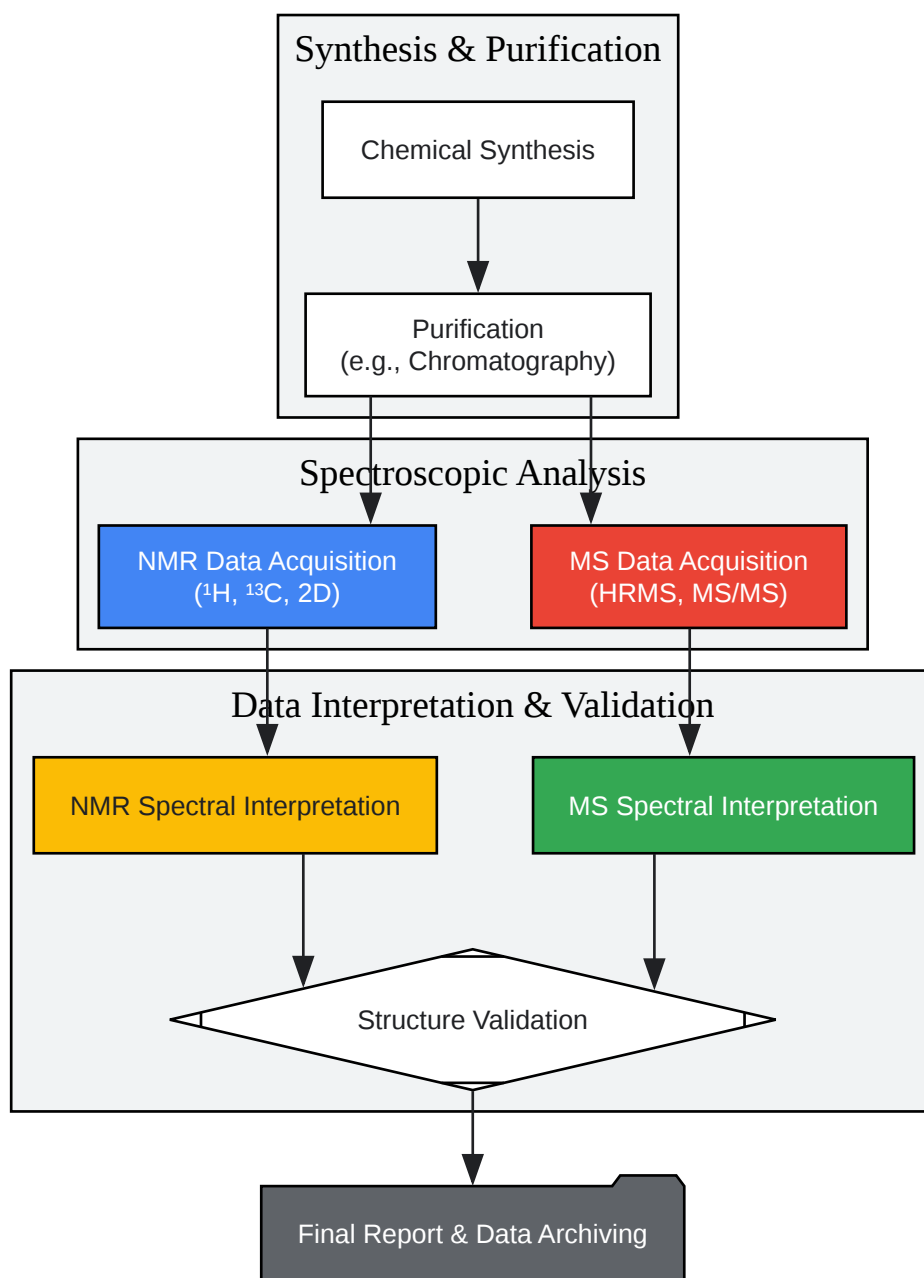 Synthesis & Purification
Chemical Synthesis
Purification
(e.g., Chromatography)
Spectroscopic Analysis
NMR Data Acquisition
(¹H, ¹³C, 2D)
MS Data Acquisition
(HRMS, MS/MS)
Data Interpretation & Validation
NMR Spectral Interpretation
MS Spectral Interpretation
Structure Validation
Final Report & Data Archiving